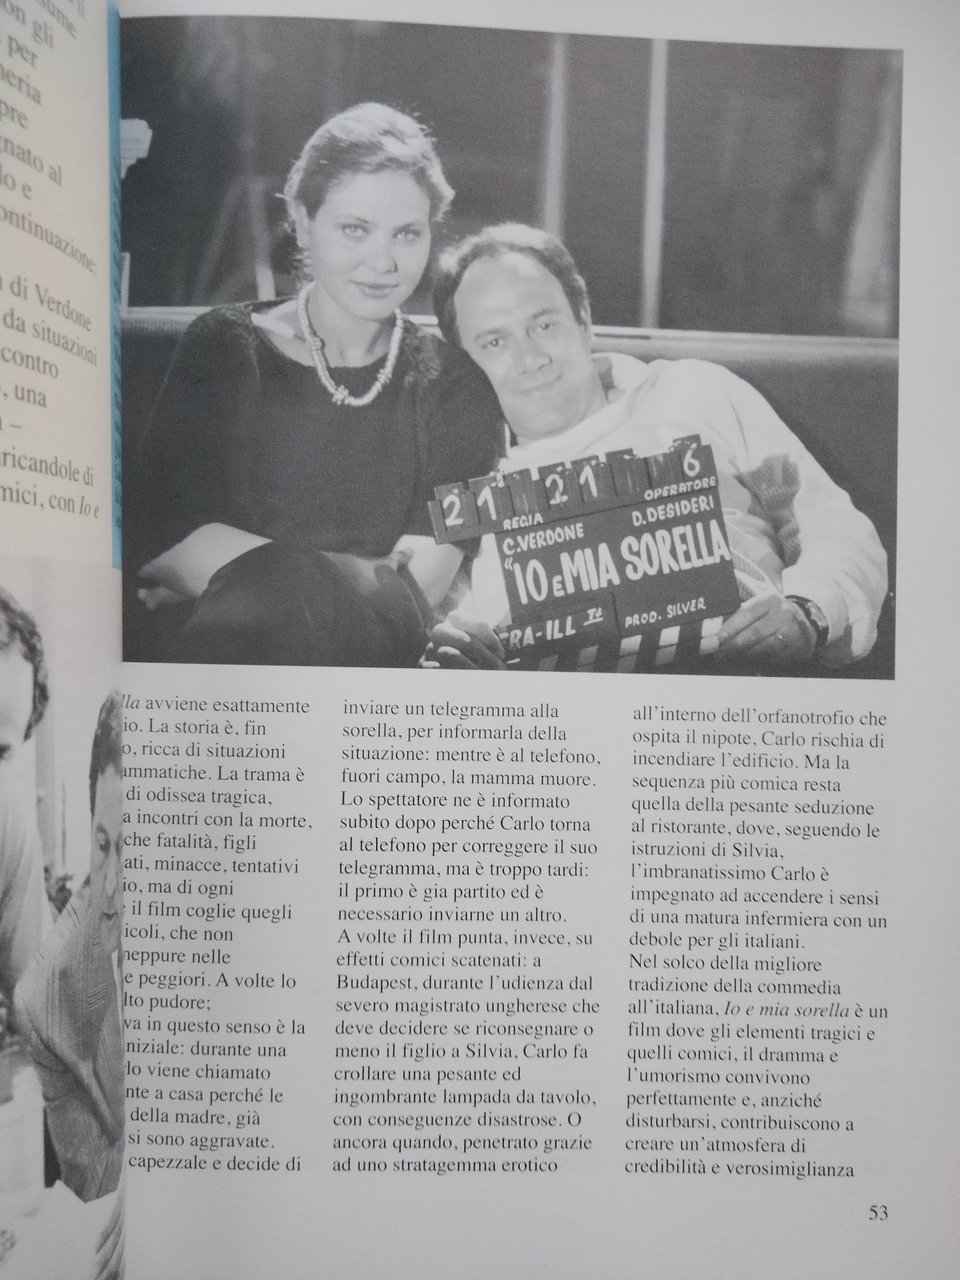 on gli
per
neria
pre
gnato al
lo e
ontinuazione:
di Verdone
da situazioni
contro
, una
–
ricandole di
mici, con Io e
21 21 6
REGIA
OPERATORE
C. VERDONE
D. DESIDERI
"IO E MIA SORELLA
ERA-ILL Ta
PROD. SILVER
lla avviene esattamente
io. La storia è, fin
o, ricca di situazioni
ammatiche. La trama è
di odissea tragica,
a incontri con la morte,
che fatalità, figli
ati, minacce, tentativi
io, ma di ogni
il film coglie quegli
icoli, che non
neppure nelle
e peggiori. A volte lo
lto pudore;
va in questo senso è la
niziale: durante una
lo viene chiamato
nte a casa perché le
della madre, già
si sono aggravate.
capezzale e decide di
inviare un telegramma alla
sorella, per informarla della
situazione: mentre è al telefono,
fuori campo, la mamma muore.
Lo spettatore ne è informato
subito dopo perché Carlo torna
al telefono per correggere il suo
telegramma, ma è troppo tardi:
il primo è gia partito ed è
necessario inviarne un altro.
A volte il film punta, invece, su
effetti comici scatenati: a
Budapest, durante l'udienza dal
severo magistrato ungherese che
deve decidere se riconsegnare o
meno il figlio a Silvia, Carlo fa
crollare una pesante ed
ingombrante lampada da tavolo,
con conseguenze disastrose. O
ancora quando, penetrato grazie
ad uno stratagemma erotico
all'interno dell'orfanotrofio che
ospita il nipote, Carlo rischia di
incendiare l'edificio. Ma la
sequenza più comica resta
quella della pesante seduzione
al ristorante, dove, seguendo le
istruzioni di Silvia,
l'imbranatissimo Carlo è
impegnato ad accendere i sensi
di una matura infermiera con un
debole per gli italiani.
Nel solco della migliore
tradizione della commedia
all'italiana, Io e mia sorella è un
film dove gli elementi tragici e
quelli comici, il dramma e
l'umorismo convivono
perfettamente e, anziché
disturbarsi, contribuiscono a
creare un'atmosfera di
credibilità e verosimiglianza
53